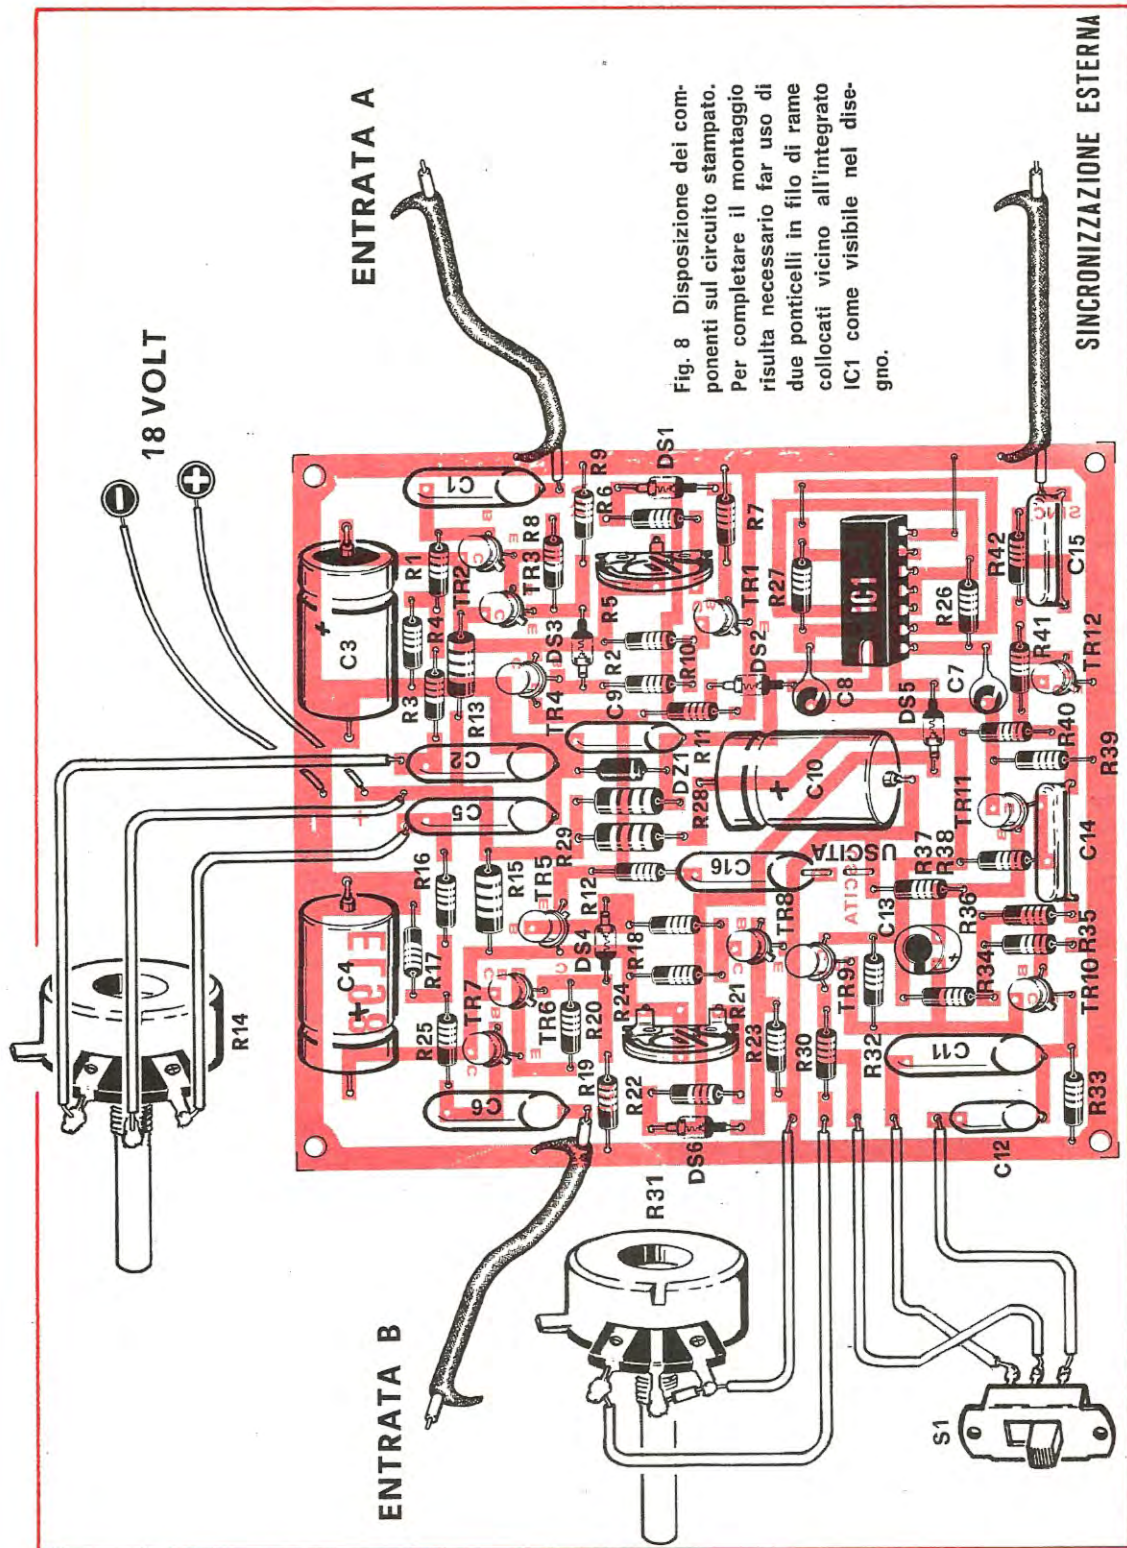 18 VOLT
ENTRATA A
ENTRATA B
Fig. 8 Disposizione dei com-
ponenti sul circuito stampato.
Per completare il montaggio
risulta necessario far uso di
due ponticelli in filo di rame
collocati vicino all'integrato
IC1 come visibile nel dise-
gno.
SINCRONIZZAZIONE ESTERNA
R14
R31
S1
C4
C3
C6
C5
C2
C1
R17
R16
R3
R4
R1
R25
R15
R13
TR2
TR7
TR6
TR5
TR4
TR3
R8
R9
R20
R19
DS4
R12
R29
DS3
R22
R24
R18
DZ1
C9
R2
R5
R6
DS1
DS6
R21
R28
R11
R10
TR1
R7
R23
TR8
C16
C10
DS2
C8
R27
IC1
R30
TR9
USCITA
USCITA
DS5
R26
R32
C13
R37
R38
R36
R34
TR11
C7
R41
R42
C11
C12
R33
TR10
R35
C14
R39
R40
TR12
C15
SINC